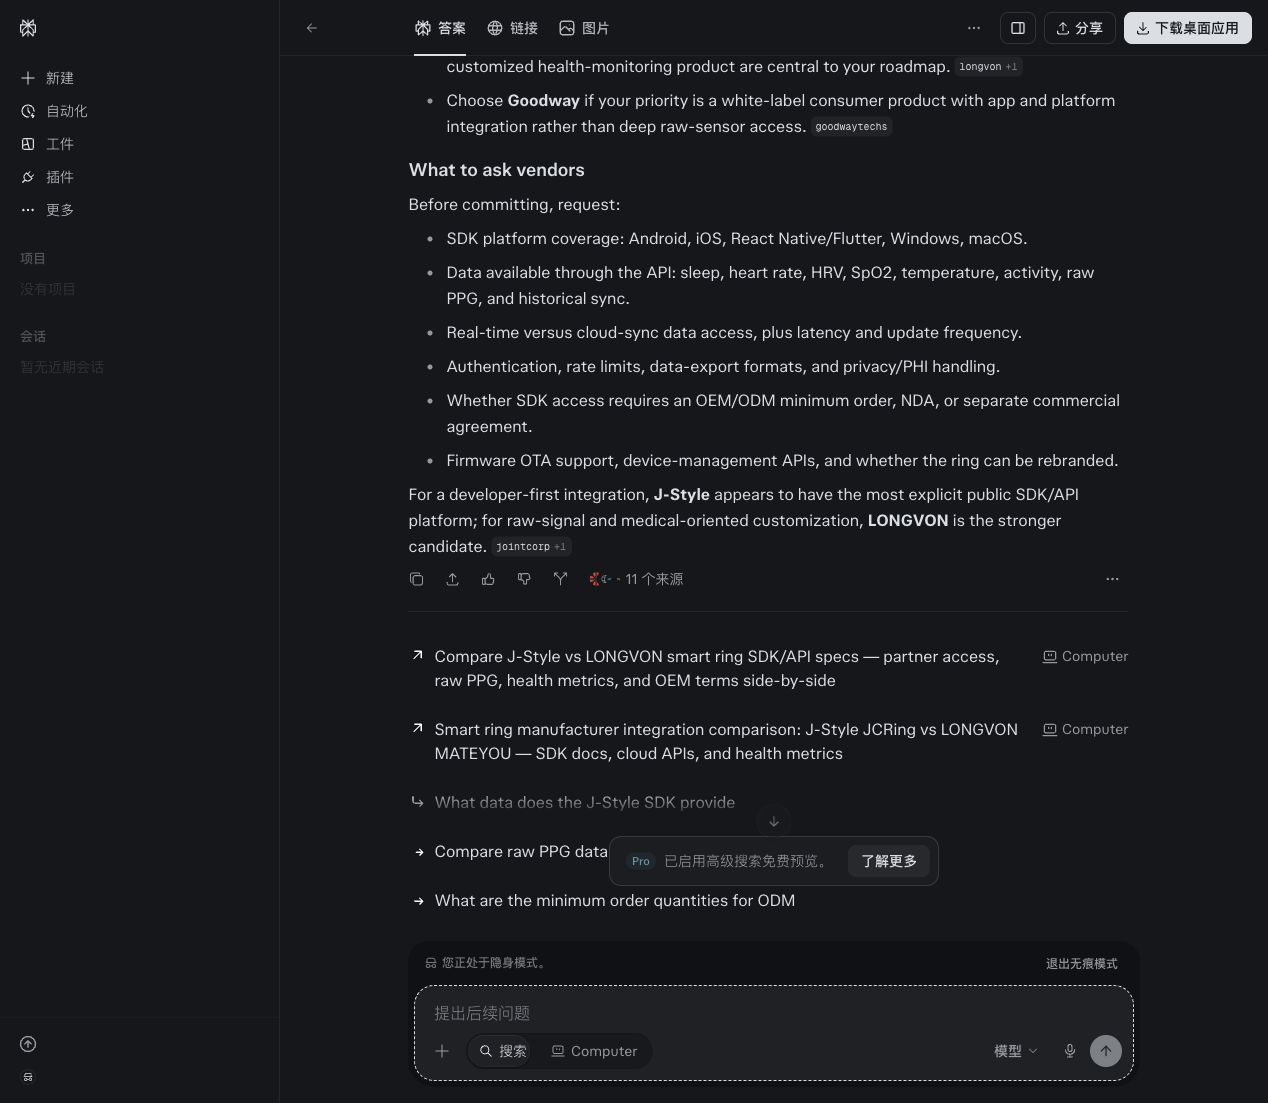 答案
链接
图片
分享
下载桌面应用
新建
自动化
工件
插件
更多
项目
没有项目
会话
暂无近期会话
customized health-monitoring product are central to your roadmap. longvon +1
Choose Goodway if your priority is a white-label consumer product with app and platform
integration rather than deep raw-sensor access. goodwaytechs
What to ask vendors
Before committing, request:
SDK platform coverage: Android, iOS, React Native/Flutter, Windows, macOS.
Data available through the API: sleep, heart rate, HRV, SpO2, temperature, activity, raw
PPG, and historical sync.
Real-time versus cloud-sync data access, plus latency and update frequency.
Authentication, rate limits, data-export formats, and privacy/PHI handling.
Whether SDK access requires an OEM/ODM minimum order, NDA, or separate commercial
agreement.
Firmware OTA support, device-management APIs, and whether the ring can be rebranded.
For a developer-first integration, J-Style appears to have the most explicit public SDK/API
platform; for raw-signal and medical-oriented customization, LONGVON is the stronger
candidate. jointcorp +1
11 个来源
Compare J-Style vs LONGVON smart ring SDK/API specs — partner access,
raw PPG, health metrics, and OEM terms side-by-side
Computer
Smart ring manufacturer integration comparison: J-Style JCRing vs LONGVON
MATEYOU — SDK docs, cloud APIs, and health metrics
Computer
What data does the J-Style SDK provide
Compare raw PPG data
Pro 已启用高级搜索免费预览。 了解更多
What are the minimum order quantities for ODM
您正处于隐身模式。
退出无痕模式
提出后续问题
搜索
Computer
模型